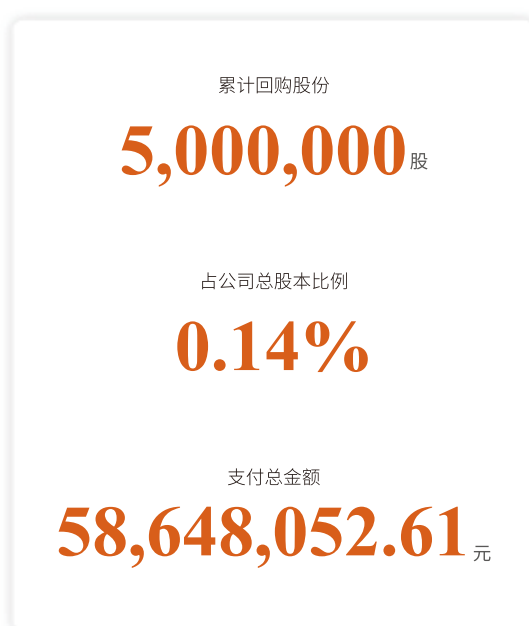 累计回购股份
5,000,000股
占公司总股本比例
0.14%
支付总金额
58,648,052.61元